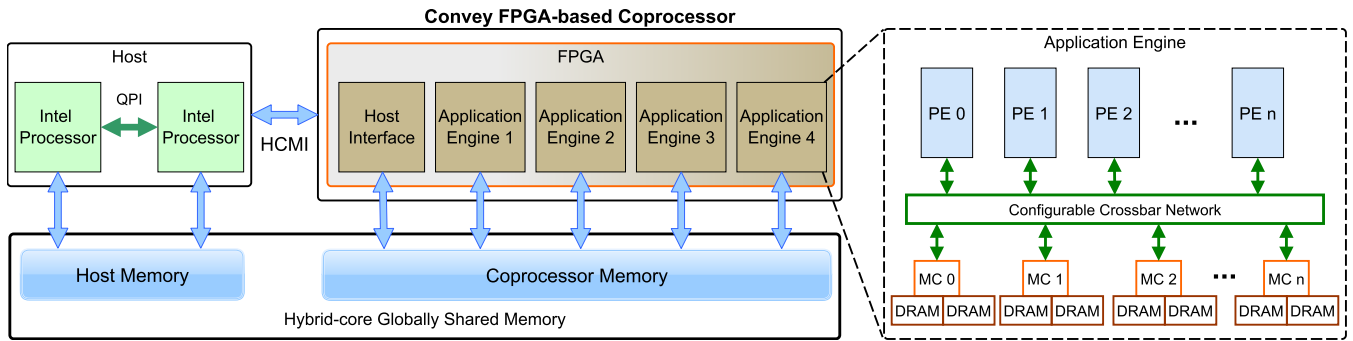 Convey FPGA-based Coprocessor
Host
Intel
Processor
QPI
Intel
Processor
HCMI
FPGA
Host
Interface
Application
Engine 1
Application
Engine 2
Application
Engine 3
Application
Engine 4
Host Memory
Coprocessor Memory
Hybrid-core Globally Shared Memory
Application Engine
PE 0
PE 1
PE 2
...
PE n
Configurable Crossbar Network
MC 0
MC 1
MC 2
...
MC n
DRAM DRAM
DRAM DRAM
DRAM DRAM
DRAM DRAM